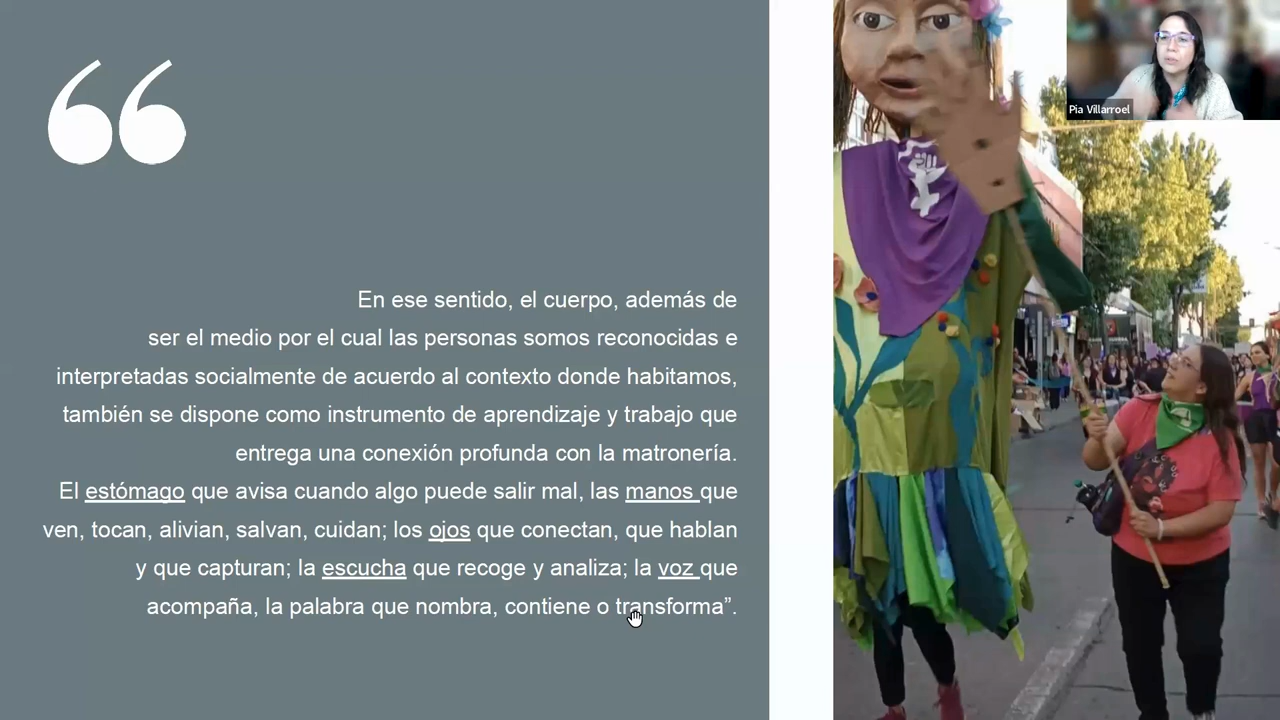 Pia Villarroel
En ese sentido, el cuerpo, además de
ser el medio por el cual las personas somos reconocidas e
interpretadas socialmente de acuerdo al contexto donde habitamos,
también se dispone como instrumento de aprendizaje y trabajo que
entrega una conexión profunda con la matronería.
El estómago que avisa cuando algo puede salir mal, las manos que
ven, tocan, alivian, salvan, cuidan; los ojos que conectan, que hablan
y que capturan; la escucha que recoge y analiza; la voz que
acompaña, la palabra que nombra, contiene o transforma”.